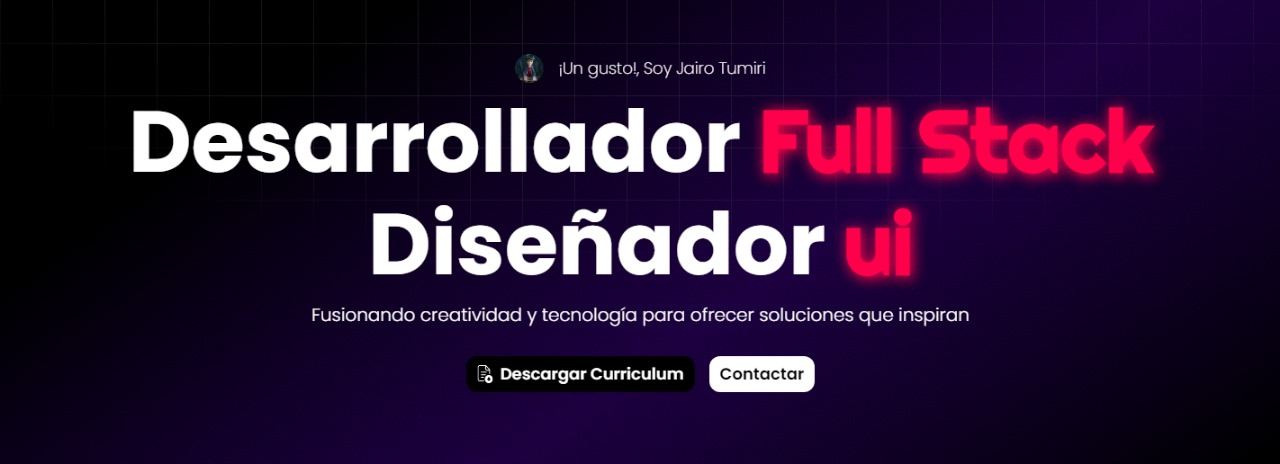 ¡Un gusto!, Soy Jairo Tumiri
Desarrollador Full Stack
Diseñador ui
Fusionando creatividad y tecnología para ofrecer soluciones que inspiran
Descargar Curriculum Contactar